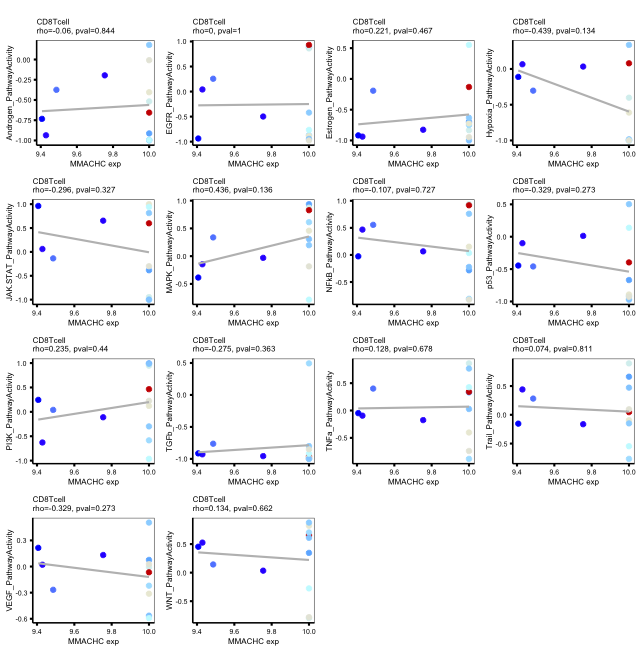 CD8Tcell
rho=-0.06, pval=0.844
Androgen_PathwayActivity
0.00
-0.25
-0.50
-0.75
-1.00
9.4 9.6 9.8 10.0
MMACHC exp
CD8Tcell
rho=0, pval=1
EGFR_PathwayActivity
1.0
0.5
0.0
-0.5
-1.0
9.4 9.6 9.8 10.0
MMACHC exp
CD8Tcell
rho=0.221, pval=0.467
Estrogen_PathwayActivity
0.5
0.0
-0.5
-1.0
9.4 9.6 9.8 10.0
MMACHC exp
CD8Tcell
rho=-0.439, pval=0.134
Hypoxia_PathwayActivity
0.0
-0.5
-1.0
9.4 9.6 9.8 10.0
MMACHC exp
CD8Tcell
rho=-0.296, pval=0.327
JAK-STAT_PathwayActivity
1.0
0.5
0.0
-0.5
-1.0
9.4 9.6 9.8 10.0
MMACHC exp
CD8Tcell
rho=0.436, pval=0.136
MAPK_PathwayActivity
1.0
0.5
0.0
-0.5
9.4 9.6 9.8 10.0
MMACHC exp
CD8Tcell
rho=-0.107, pval=0.727
NFkB_PathwayActivity
1.0
0.5
0.0
-0.5
9.4 9.6 9.8 10.0
MMACHC exp
CD8Tcell
rho=-0.329, pval=0.273
p53_PathwayActivity
0.5
0.0
-0.5
-1.0
9.4 9.6 9.8 10.0
MMACHC exp
CD8Tcell
rho=0.235, pval=0.44
PI3K_PathwayActivity
1.0
0.5
0.0
-0.5
-1.0
9.4 9.6 9.8 10.0
MMACHC exp
CD8Tcell
rho=-0.275, pval=0.363
TGFb_PathwayActivity
0.5
0.0
-0.5
-1.0
9.4 9.6 9.8 10.0
MMACHC exp
CD8Tcell
rho=0.128, pval=0.678
TNFa_PathwayActivity
0.5
0.0
-0.5
9.4 9.6 9.8 10.0
MMACHC exp
CD8Tcell
rho=0.074, pval=0.811
Trail_PathwayActivity
0.5
0.0
-0.5
9.4 9.6 9.8 10.0
MMACHC exp
CD8Tcell
rho=-0.329, pval=0.273
VEGF_PathwayActivity
0.3
0.0
-0.3
-0.6
9.4 9.6 9.8 10.0
MMACHC exp
CD8Tcell
rho=0.134, pval=0.662
WNT_PathwayActivity
0.5
0.0
-0.5
9.4 9.6 9.8 10.0
MMACHC exp